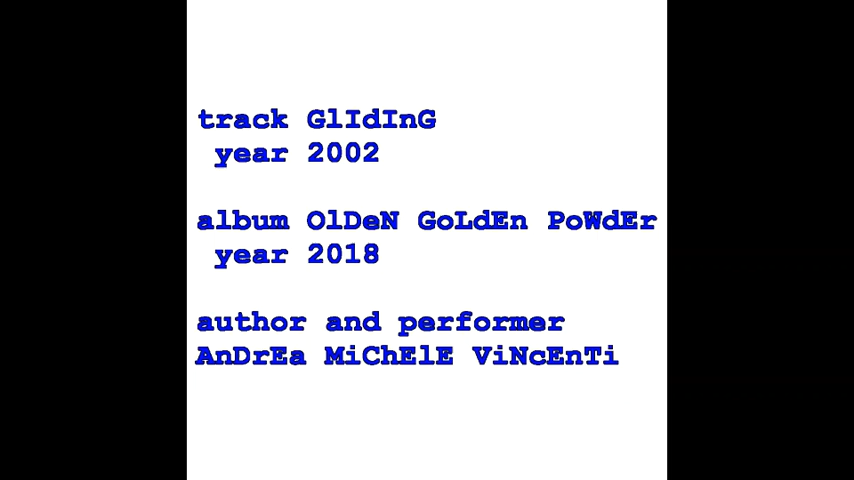 track GlIdInG
year 2002
album OlDeN GoLdEn PoWdEr
year 2018
author and performer
AnDrEa MiChElE ViNcEnTi